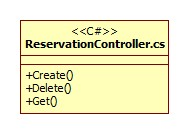 <<C#>>
ReservationController.cs
+Create()
+Delete()
+Get()